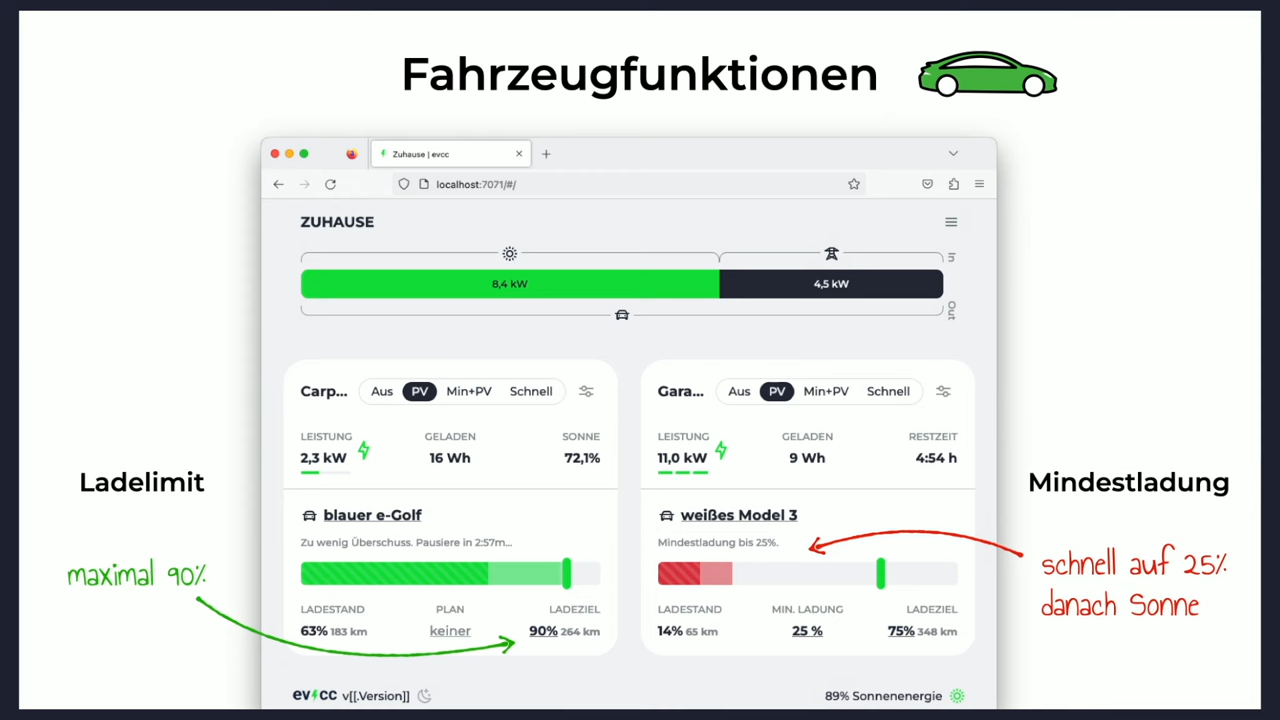 Fahrzeugfunktionen
Zuhause | evcc
localhost:7071/#/
ZUHAUSE
In
8,4 kW
4,5 kW
Out
Carp... Aus PV Min+PV Schnell
LEISTUNG GELADEN SONNE
2,3 kW 16 Wh 72,1%
blauer e-Golf
Zu wenig Überschuss. Pausiere in 2:57m...
LADESTAND PLAN LADEZIEL
63% 183 km keiner 90% 264 km
Gara... Aus PV Min+PV Schnell
LEISTUNG GELADEN RESTZEIT
11,0 kW 9 Wh 4:54 h
weißes Model 3
Mindestladung bis 25%.
LADESTAND MIN. LADUNG LADEZIEL
14% 65 km 25 % 75% 348 km
Ladelimit
maximal 90%
Mindestladung
schnell auf 25%
danach Sonne
evcc v[[.Version]]
89% Sonnenenergie